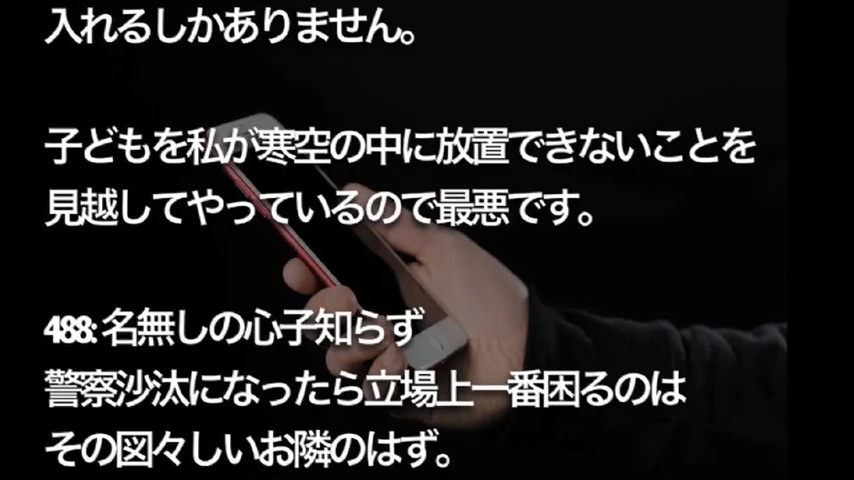 入れるしかありません。
子どもを私が寒空の中に放置できないことを
見越してやっているので最悪です。
488: 名無しの心子知らず
警察沙汰になったら立場上一番困るのは
その図々しいお隣のはず。